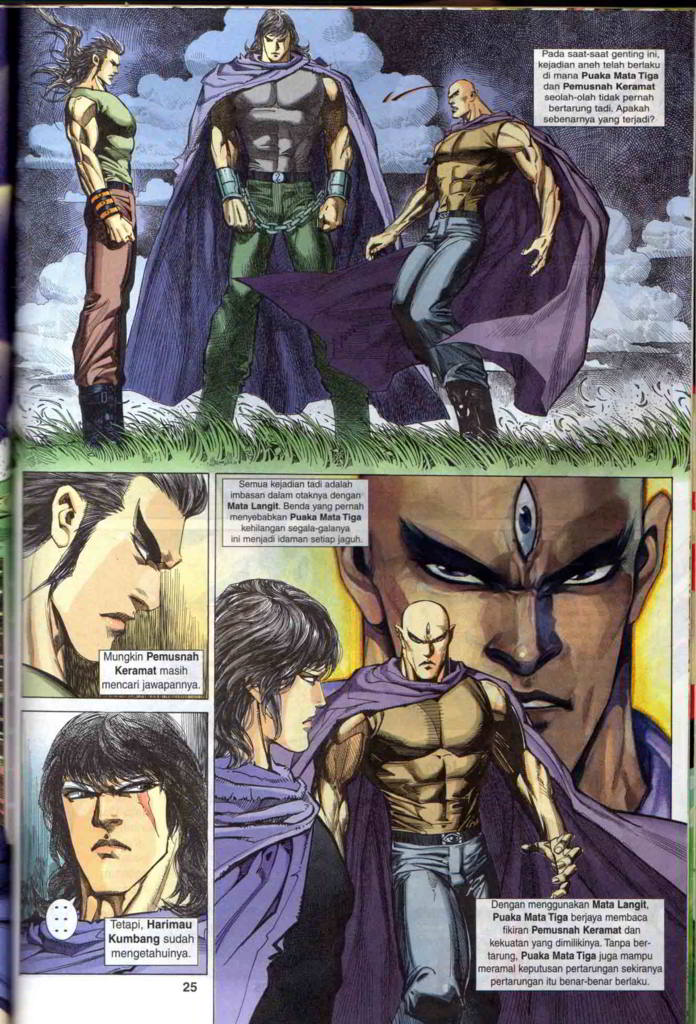 Pada saat-saat genting ini,
kejadian aneh telah berlaku
di mana Puaka Mata Tiga
dan Pemusnah Keramat
seolah-olah tidak pernah
bertarung tadi. Apakah
sebenarnya yang terjadi?
Mungkin Pemusnah
Keramat masih
mencari jawapannya.
Semua kejadian tadi adalah
imbasan dalam otaknya dengan
Mata Langit. Benda yang pernah
menyebabkan Puaka Mata Tiga
kehilangan segala-galanya
ini menjadi idaman setiap jaguh.
Tetapi, Harimau
Kumbang sudah
mengetahuinya.
Dengan menggunakan Mata Langit,
Puaka Mata Tiga berjaya membaca
fikiran Pemusnah Keramat dan
kekuatan yang dimilikinya. Tanpa ber-
tarung, Puaka Mata Tiga juga mampu
meramal keputusan pertarungan sekiranya
pertarungan itu benar-benar berlaku.
25